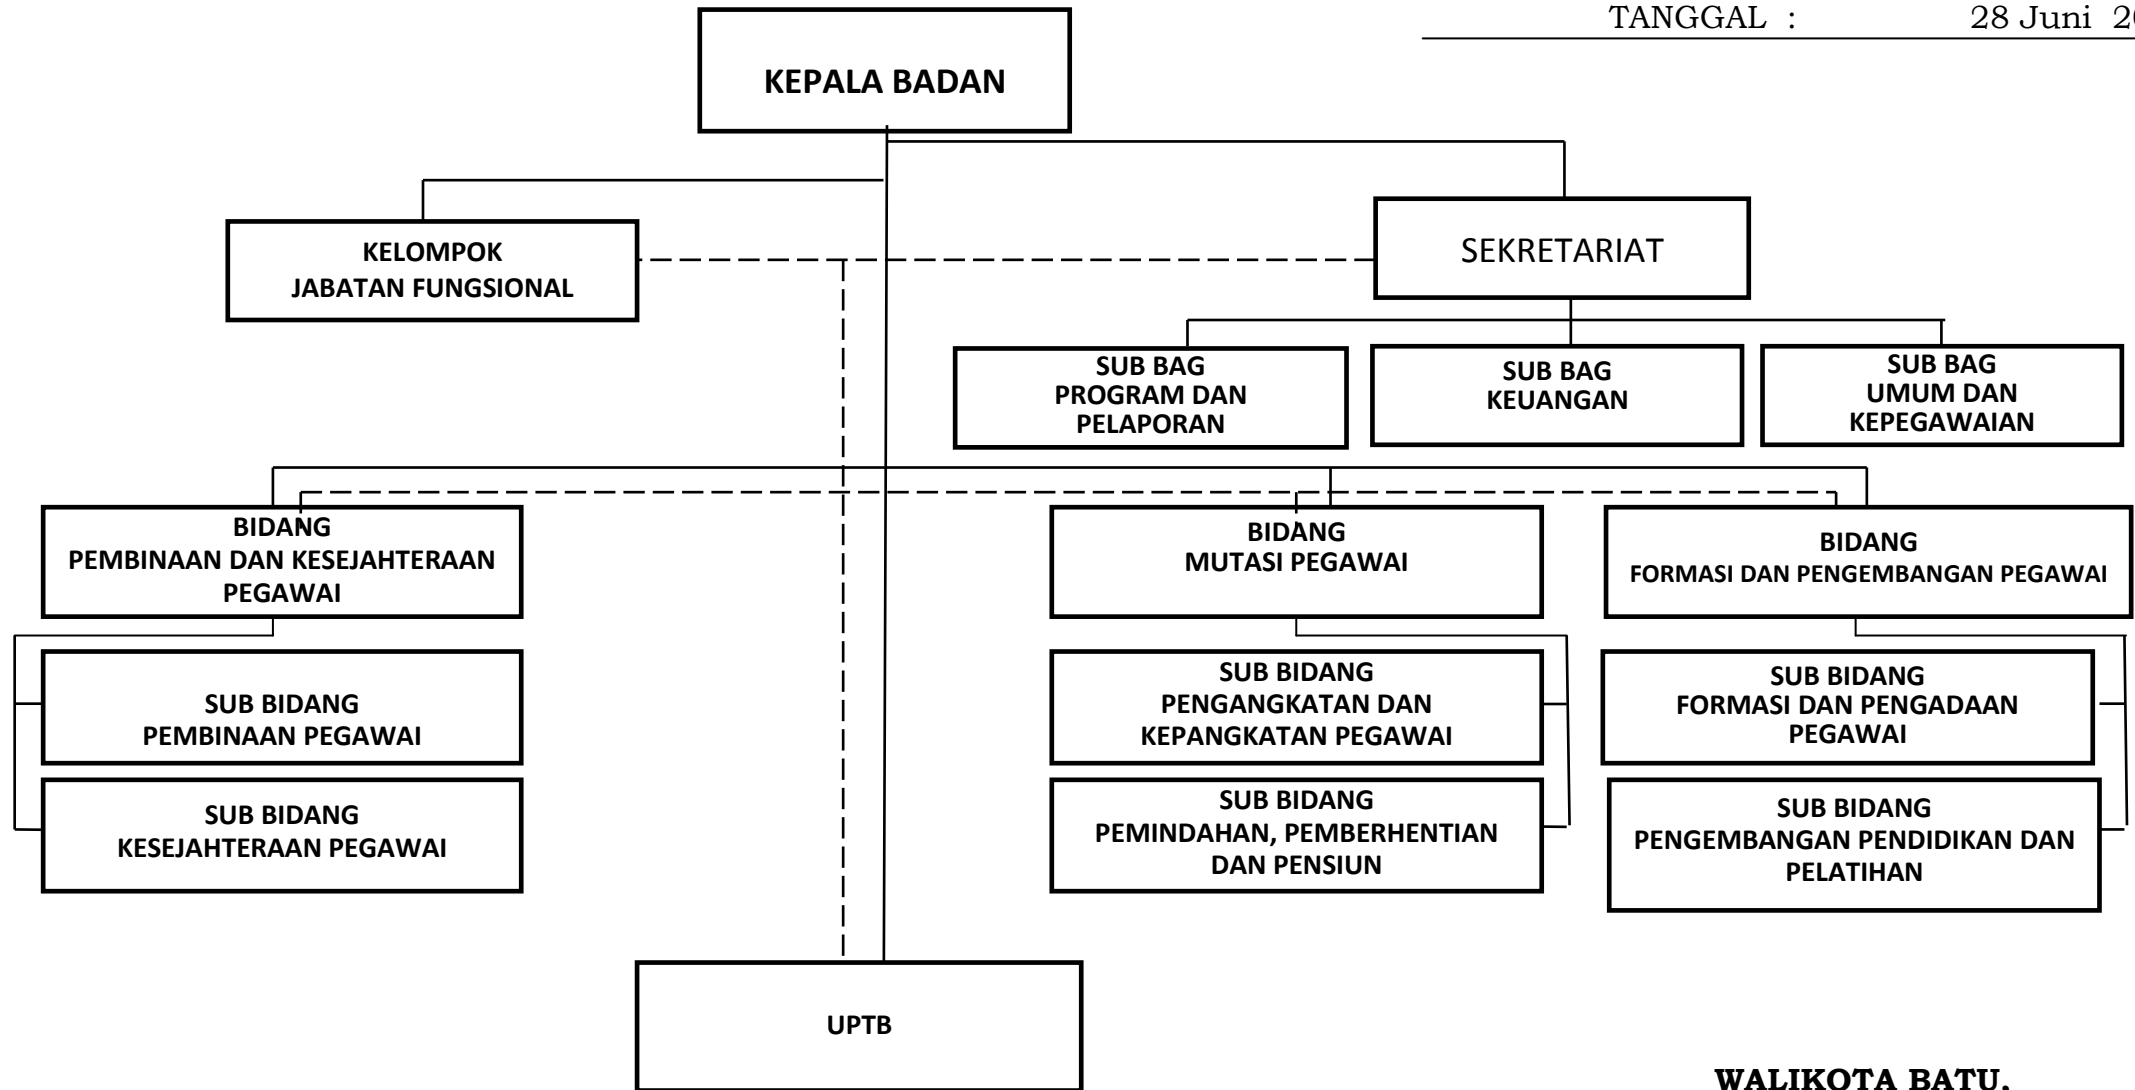 TANGGAL : 28 Juni
KEPALA BADAN
KELOMPOK
JABATAN FUNGSIONAL
SEKRETARIAT
SUB BAG
PROGRAM DAN
PELAPORAN
SUB BAG
KEUANGAN
SUB BAG
UMUM DAN
KEPEGAWAIAN
BIDANG
PEMBINAAN DAN KESEJAHTERAAN
PEGAWAI
BIDANG
MUTASI PEGAWAI
BIDANG
FORMASI DAN PENGEMBANGAN PEGAWAI
SUB BIDANG
PEMBINAAN PEGAWAI
SUB BIDANG
PENGANGKATAN DAN
KEPANGKATAN PEGAWAI
SUB BIDANG
FORMASI DAN PENGADAAN
PEGAWAI
SUB BIDANG
KESEJAHTERAAN PEGAWAI
SUB BIDANG
PEMINDAHAN, PEMBERHENTIAN
DAN PENSIUN
SUB BIDANG
PENGEMBANGAN PENDIDIKAN DAN
PELATIHAN
UPTB
WALIKOTA BATU,